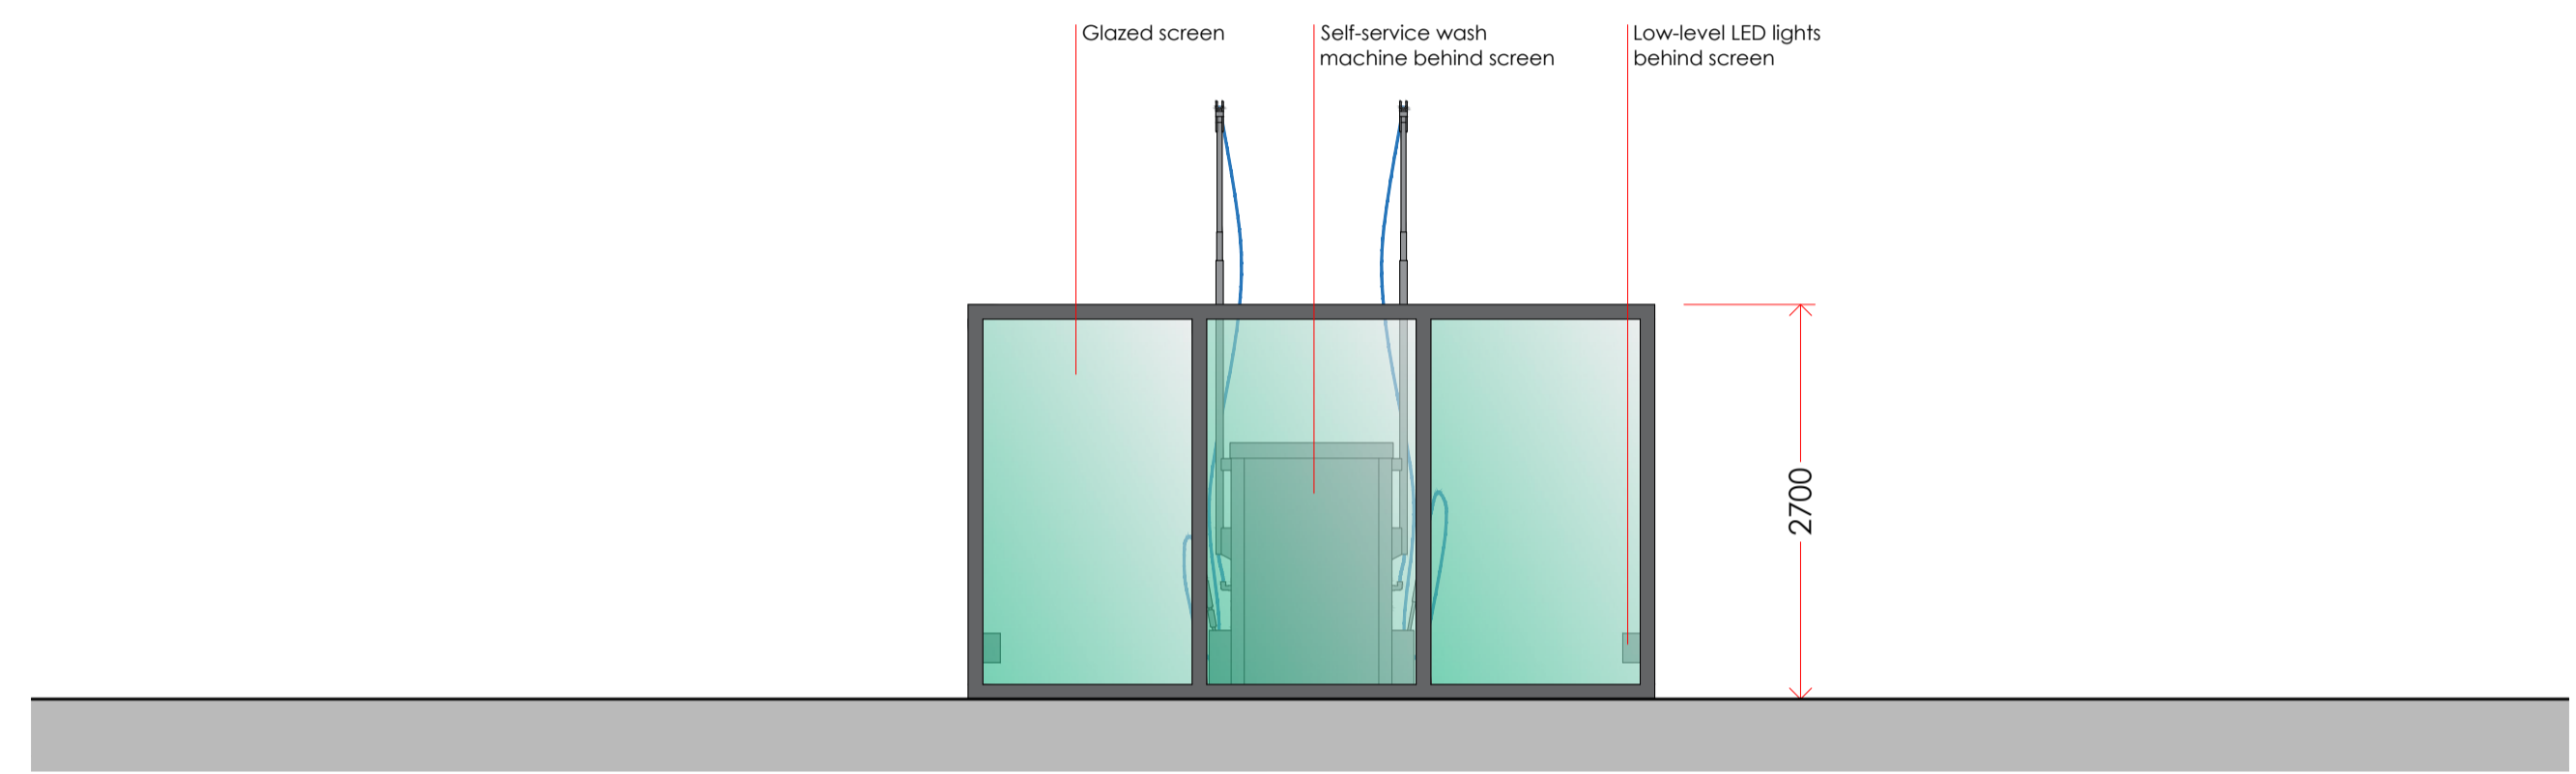 Glazed screen
Self-service wash
machine behind screen
Low-level LED lights
behind screen
2700